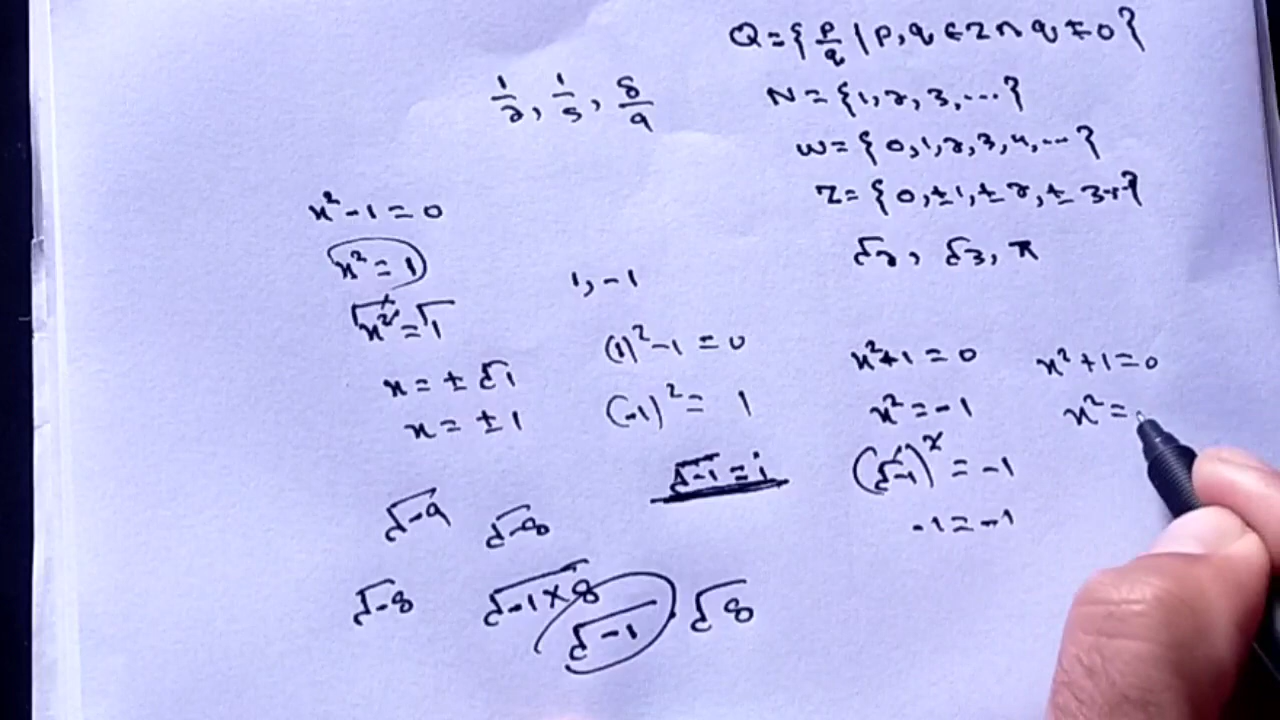 Q = { p/q | p, q ∈ Z ∧ q ≠ 0 }
1/2, 1/5, 8/9
N = {1, 2, 3, ... }
W = { 0, 1, 2, 3, 4, ... }
Z = { 0, ±1, ±2, ± 3 }
√2, √3, π
x² - 1 = 0
x² = 1
1, -1
√x² = √1
(1)² - 1 = 0
x² + 1 = 0
x² + 1 = 0
x = ± √1
x = ± 1
(-1)² = 1
x² = -1
x² =
√-1 = i
(√-1)² = -1
√-9
√-8
-1 = -1
√-8
√-1 × 8
√-1
√8